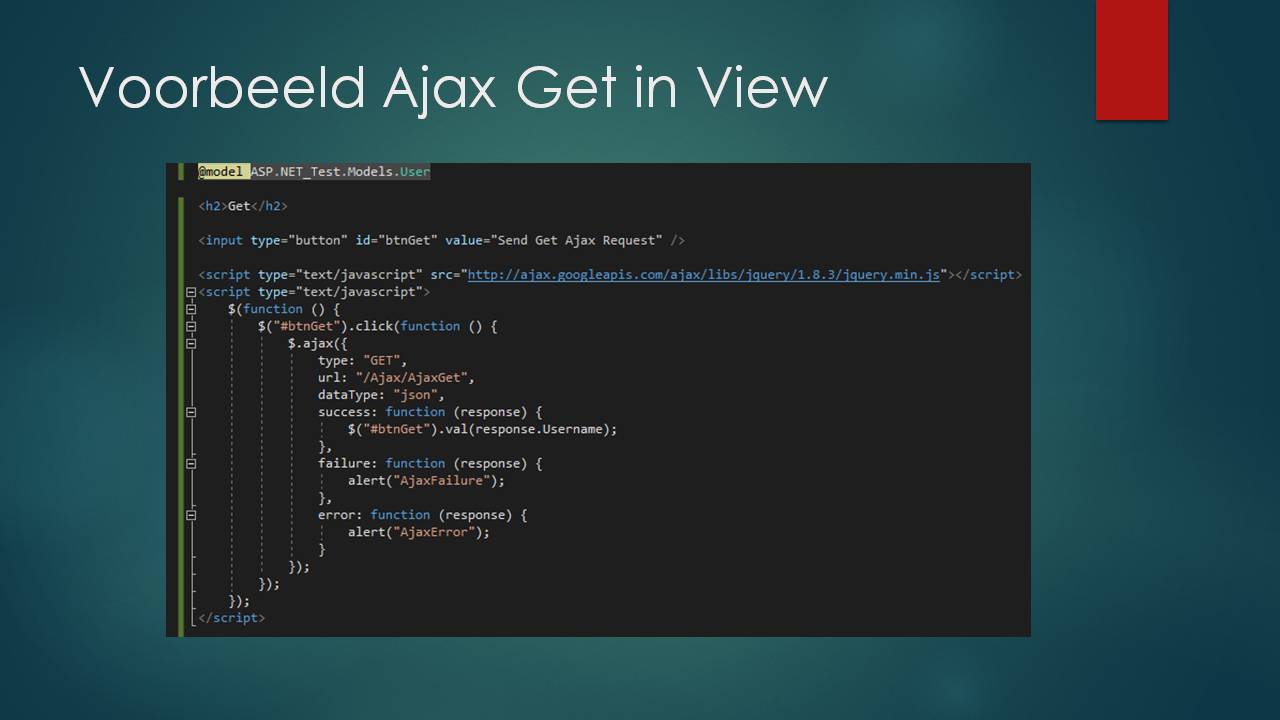 Voorbeeld Ajax Get in View
@model ASP.NET_Test.Models.User
<h2>Get</h2>
<input type="button" id="btnGet" value="Send Get Ajax Request" />
<script type="text/javascript" src="http://ajax.googleapis.com/ajax/libs/jquery/1.8.3/jquery.min.js"></script>
<script type="text/javascript">
$(function () {
$("#btnGet").click(function () {
$.ajax({
type: "GET",
url: "/Ajax/AjaxGet",
dataType: "json",
success: function (response) {
$("#btnGet").val(response.Username);
},
failure: function (response) {
alert("AjaxFailure");
},
error: function (response) {
alert("AjaxError");
}
});
});
});
</script>